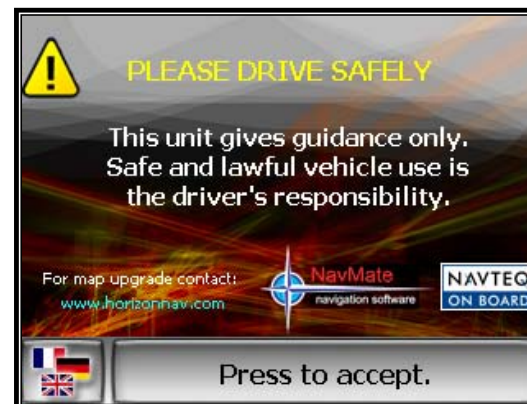 PLEASE DRIVE SAFELY
This unit gives guidance only.
Safe and lawful vehicle use is
the driver's responsibility.
For map upgrade contact:
www.horizonnav.com
NavMate
navigation software
NAVTEQ
ON BOARD
Press to accept.